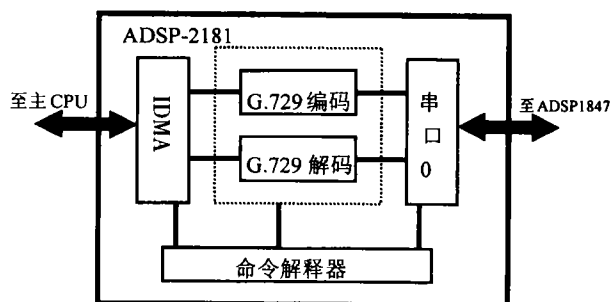 ADSP-2181
至主CPU
IDMA
G.729 编码
G.729 解码
串口0
至ADSP1847
命令解释器